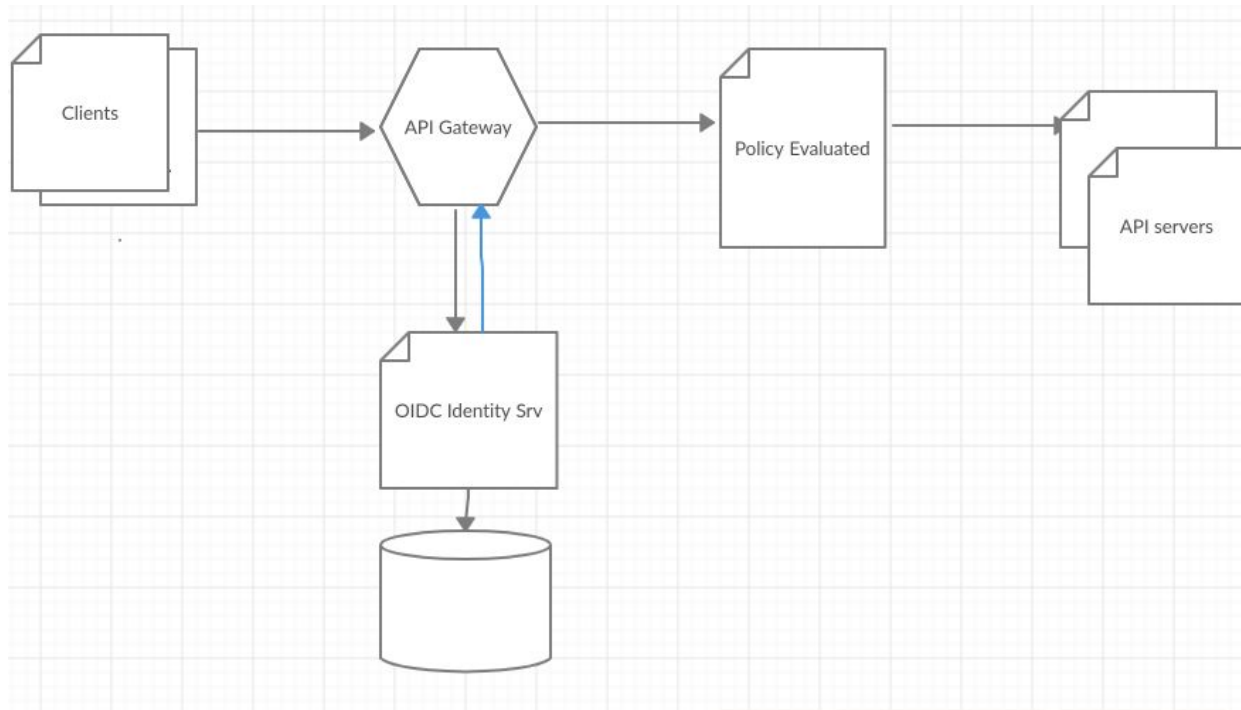 Clients
API Gateway
Policy Evaluated
API servers
OIDC Identity Srv